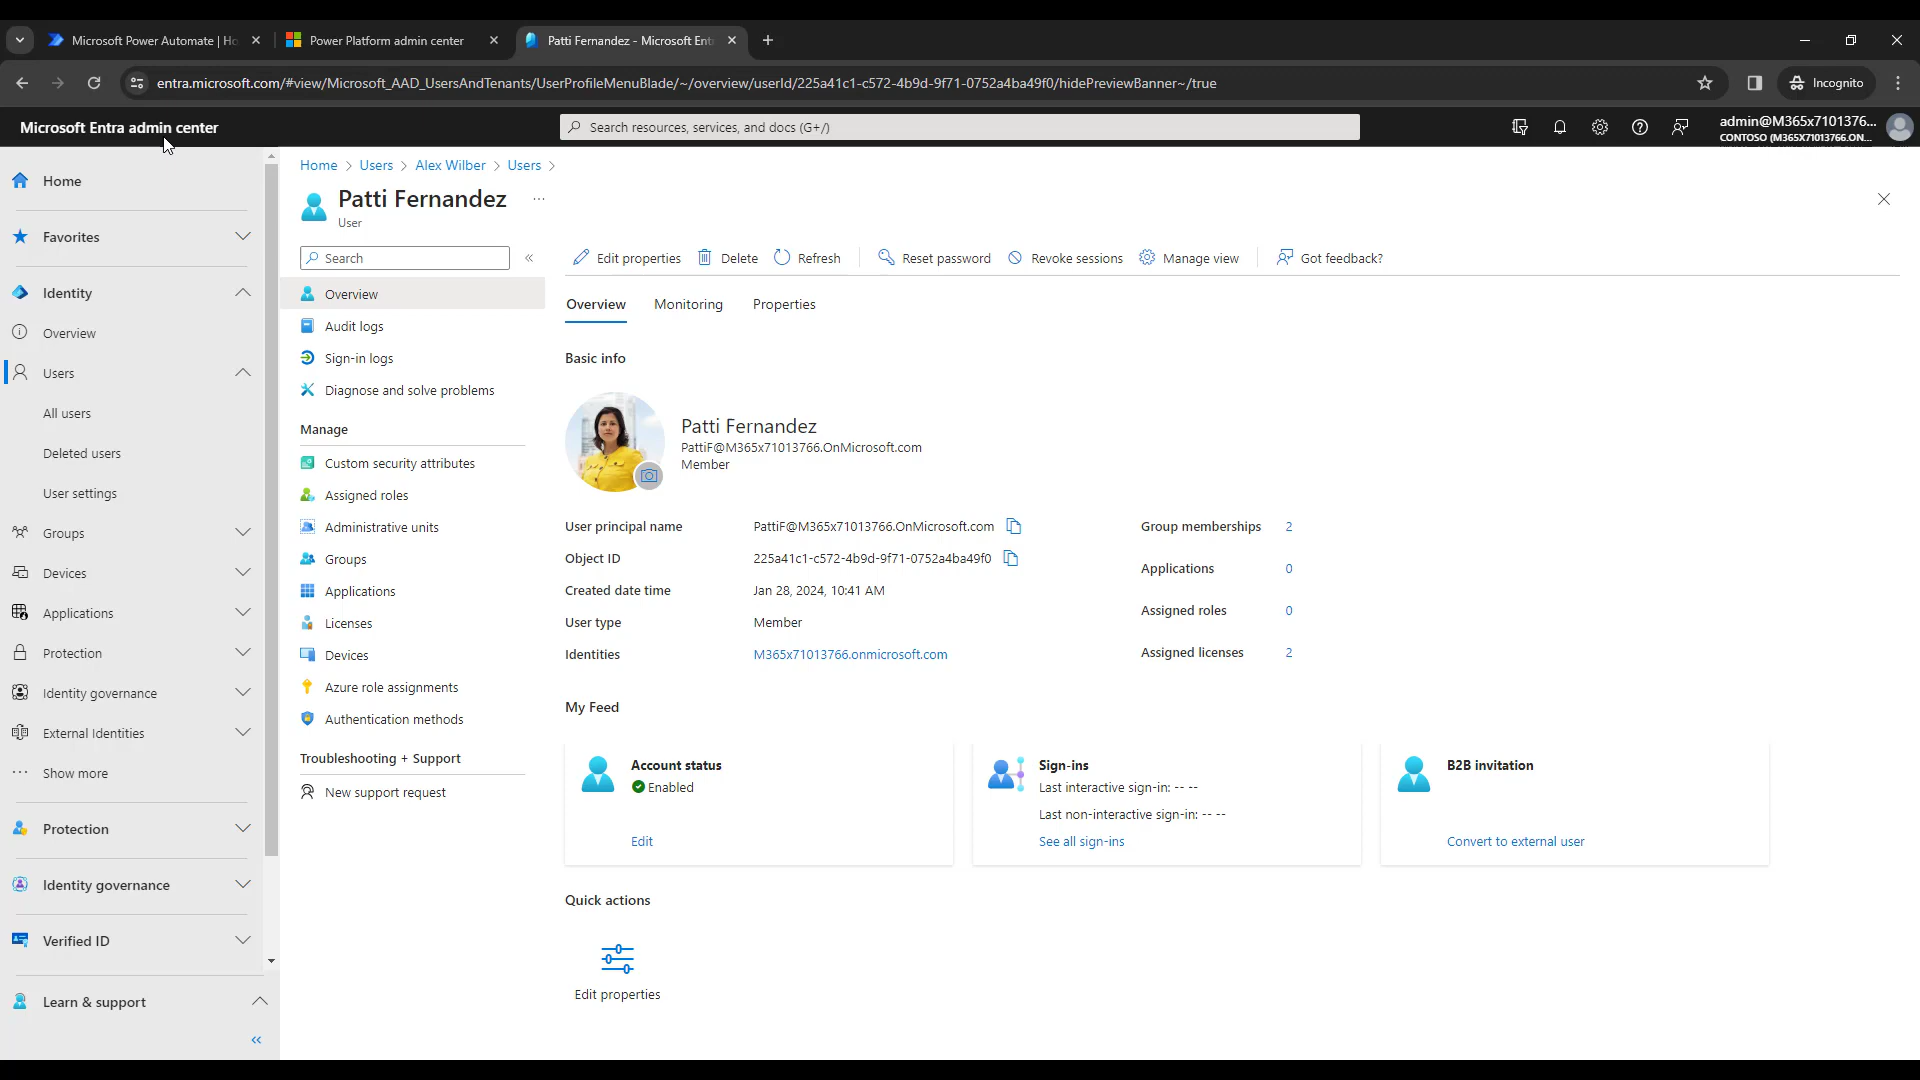 Microsoft Power Automate | Ho
Power Platform admin center
Patti Fernandez - Microsoft Ent
entra.microsoft.com/#view/Microsoft_AAD_UsersAndTenants/UserProfileMenuBlade/~/overview/userId/225a41c1-c572-4b9d-9f71-0752a4ba49f0/hidePreviewBanner~/true
Incognito
Microsoft Entra admin center
Search resources, services, and docs (G+/)
admin@M365x7101376...
CONTOSO (M365X71013766.ON...
Home
Favorites
Identity
Overview
Users
All users
Deleted users
User settings
Groups
Devices
Applications
Protection
Identity governance
External Identities
Show more
Protection
Identity governance
Verified ID
Learn & support
Home > Users > Alex Wilber > Users >
Patti Fernandez ...
User
Search
Overview
Audit logs
Sign-in logs
Diagnose and solve problems
Manage
Custom security attributes
Assigned roles
Administrative units
Groups
Applications
Licenses
Devices
Azure role assignments
Authentication methods
Troubleshooting + Support
New support request
Edit properties Delete Refresh Reset password Revoke sessions Manage view Got feedback?
Overview Monitoring Properties
Basic info
Patti Fernandez
PattiF@M365x71013766.OnMicrosoft.com
Member
User principal name PattiF@M365x71013766.OnMicrosoft.com
Object ID 225a41c1-c572-4b9d-9f71-0752a4ba49f0
Created date time Jan 28, 2024, 10:41 AM
User type Member
Identities M365x71013766.onmicrosoft.com
Group memberships 2
Applications 0
Assigned roles 0
Assigned licenses 2
My Feed
Account status
Enabled
Edit
Sign-ins
Last interactive sign-in: -- --
Last non-interactive sign-in: -- --
See all sign-ins
B2B invitation
Convert to external user
Quick actions
Edit properties